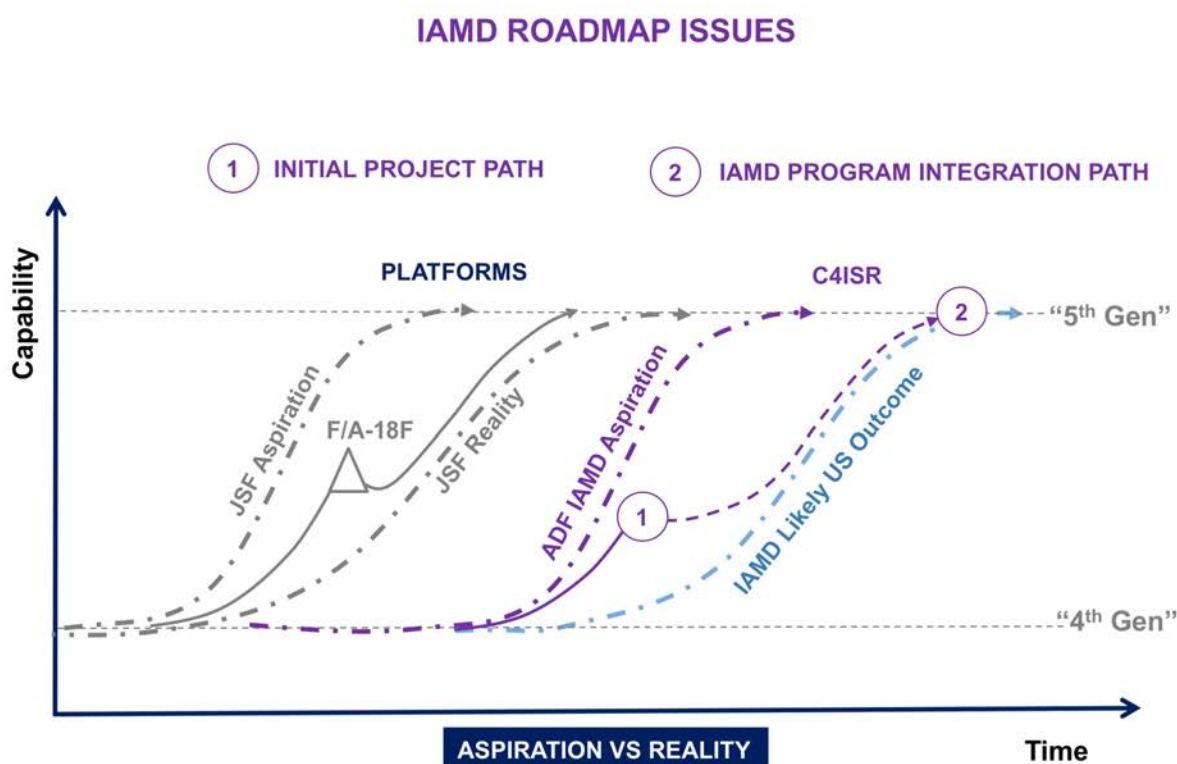 IAMD ROADMAP ISSUES
1 INITIAL PROJECT PATH
2 IAMD PROGRAM INTEGRATION PATH
Capability
PLATFORMS
C4ISR
2
"5th Gen"
JSF Aspiration
F/A-18F
JSF Reality
ADF IAMD Aspiration
1
IAMD Likely US Outcome
"4th Gen"
ASPIRATION VS REALITY
Time